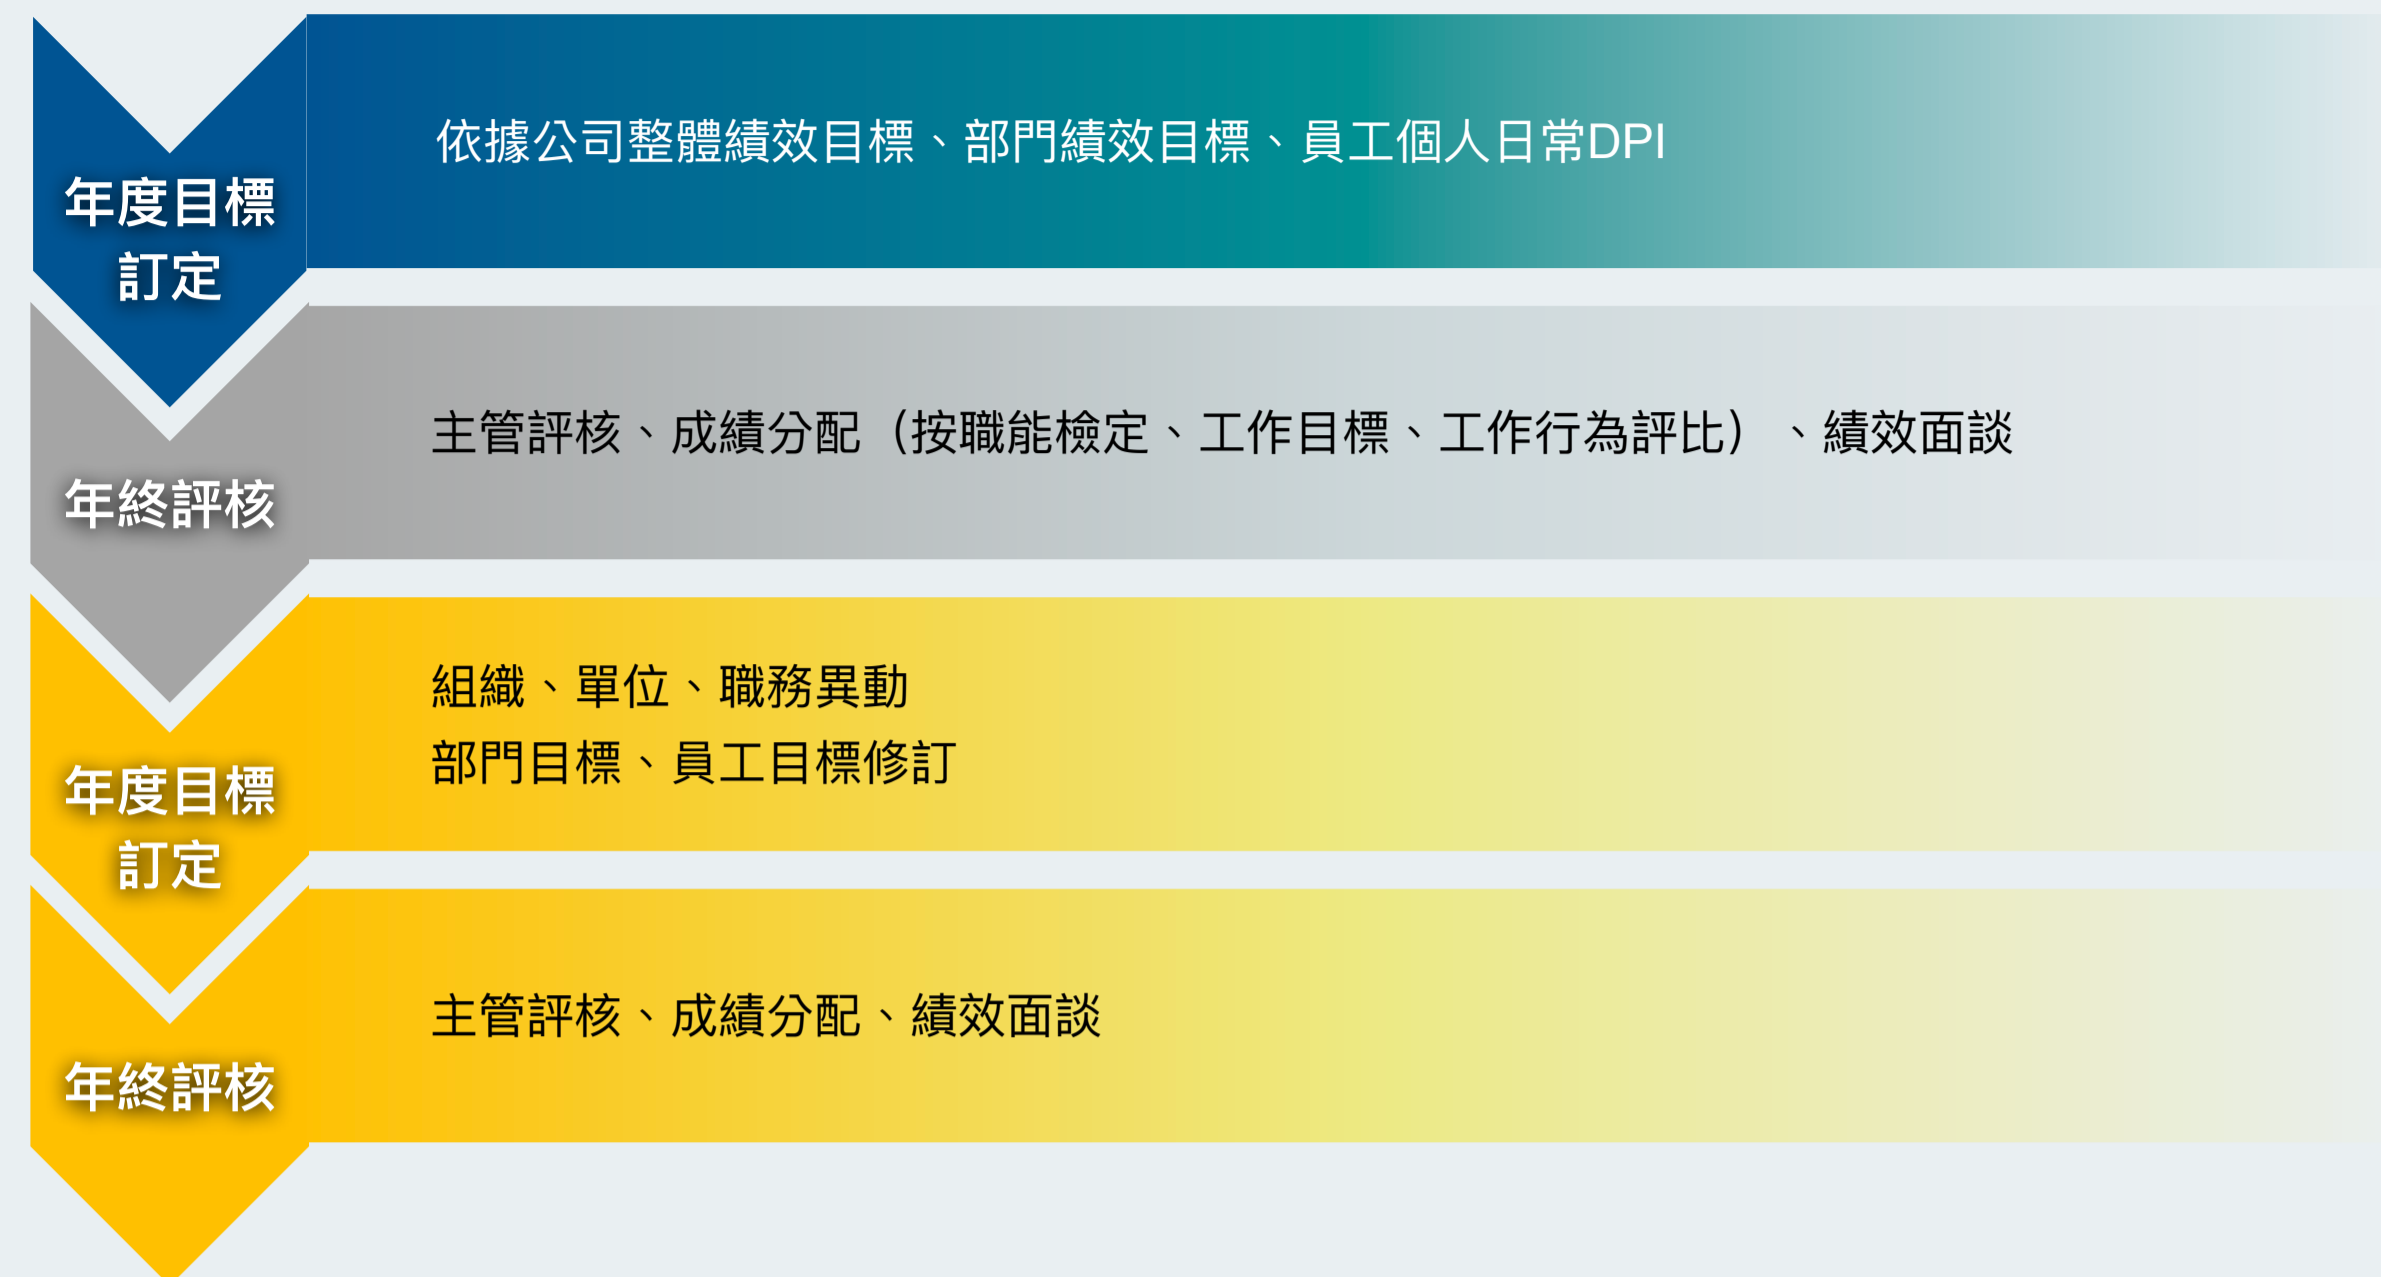 年度目標
訂定
依據公司整體績效目標、部門績效目標、員工個人日常DPI
年終評核
主管評核、成績分配（按職能檢定、工作目標、工作行為評比）、績效面談
年度目標
訂定
組織、單位、職務異動
部門目標、員工目標修訂
年終評核
主管評核、成績分配、績效面談